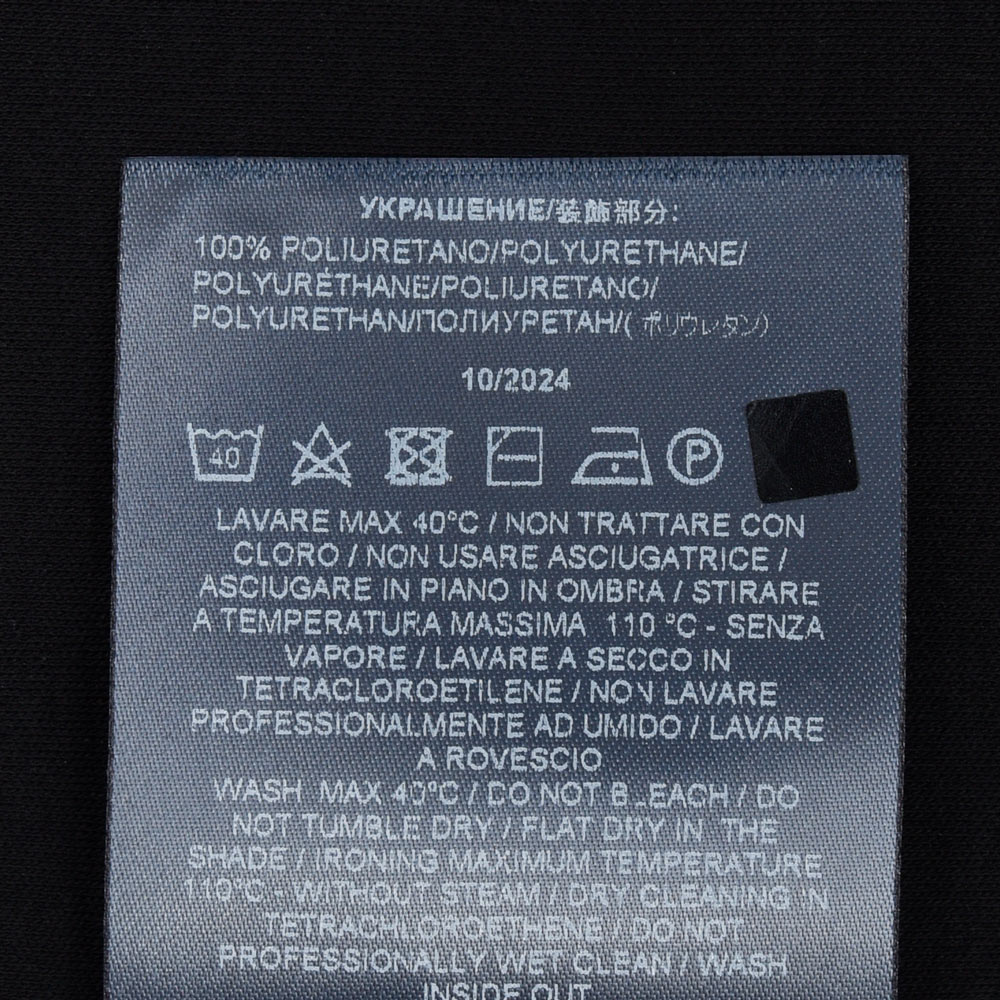 УКРАШЕНИЕ/装飾部分:
100% POLIURETANO/POLYURETHANE/
POLYURÉTHANE/POLIURETANO/
POLYURETHAN/ПОЛИУРЕТАН/( ポリウレタン)
10/2024
40 P
LAVARE MAX 40°C / NON TRATTARE CON
CLORO / NON USARE ASCIUGATRICE /
ASCIUGARE IN PIANO IN OMBRA / STIRARE
A TEMPERATURA MASSIMA 110 °C - SENZA
VAPORE / LAVARE A SECCO IN
TETRACLOROETILENE / NON LAVARE
PROFESSIONALMENTE AD UMIDO / LAVARE
A ROVESCIO
WASH MAX 40°C / DO NOT BLEACH / DO
NOT TUMBLE DRY / FLAT DRY IN THE
SHADE / IRONING MAXIMUM TEMPERATURE
110°C - WITHOUT STEAM / DRY CLEANING IN
TETRACHLOROETHENE / DO NOT
PROFESSIONALLY WET CLEAN / WASH
INSIDE OUT